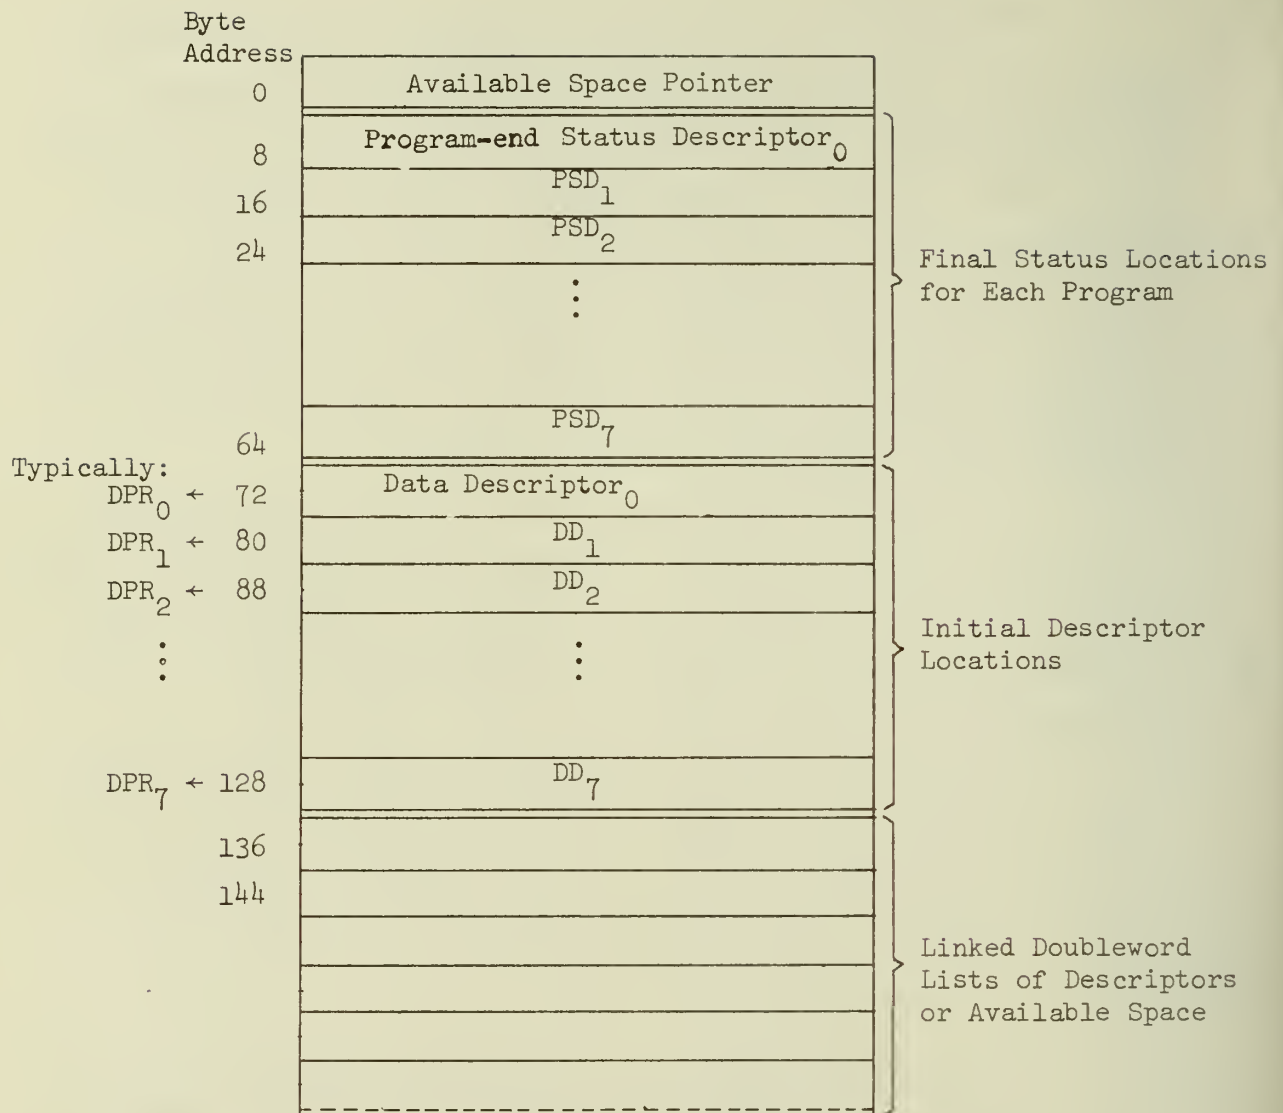 Byte
Address
0 Available Space Pointer
8 Program-end Status Descriptor₀
16 PSD₁
24 PSD₂
⋮
Final Status Locations
for Each Program
64 PSD₇
Typically:
DPR₀ ← 72 Data Descriptor₀
DPR₁ ← 80 DD₁
DPR₂ ← 88 DD₂
⋮ ⋮
Initial Descriptor
Locations
DPR₇ ← 128 DD₇
136
144
Linked Doubleword
Lists of Descriptors
or Available Space